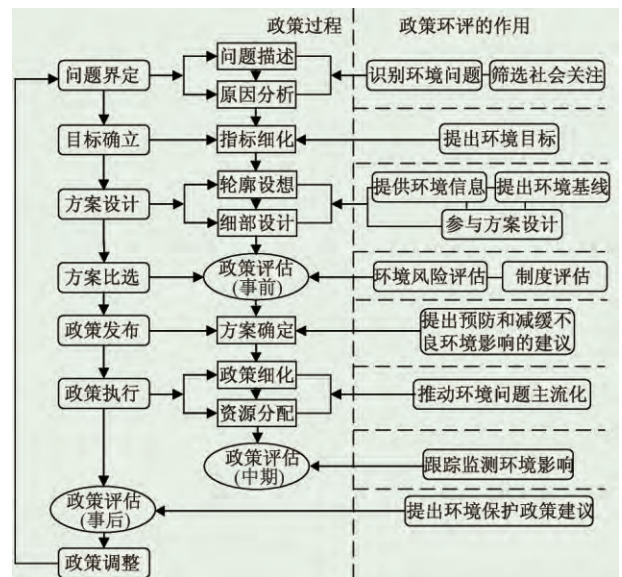 政策过程
政策环评的作用
问题界定
问题描述
原因分析
识别环境问题
筛选社会关注
目标确立
指标细化
提出环境目标
方案设计
轮廓设想
细部设计
提供环境信息
提出环境基线
参与方案设计
方案比选
政策评估
(事前)
环境风险评估
制度评估
政策发布
方案确定
提出预防和减缓不
良环境影响的建议
政策执行
政策细化
资源分配
推动环境问题主流化
政策评估
(中期)
跟踪监测环境影响
政策评估
(事后)
提出环境保护政策建议
政策调整